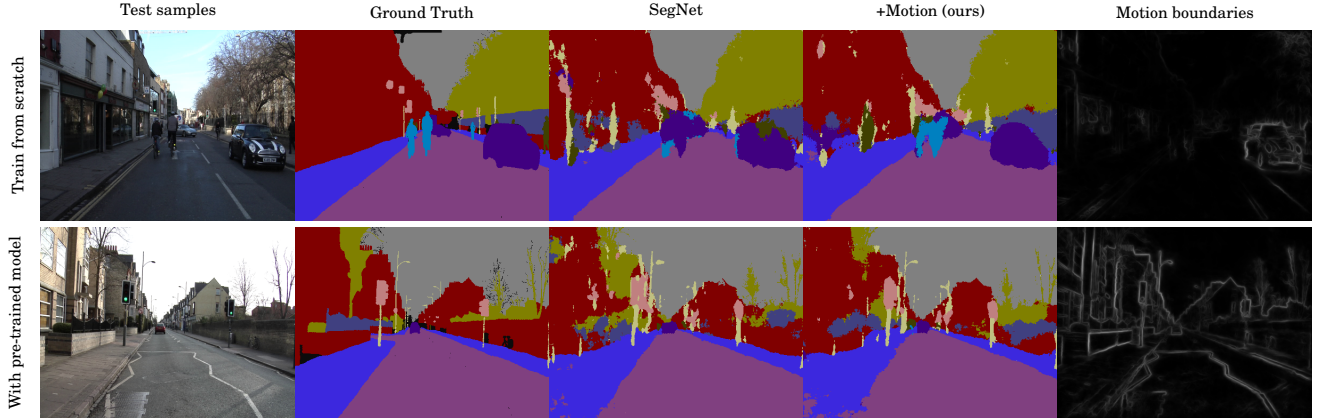 Test samples
Ground Truth
SegNet
+Motion (ours)
Motion boundaries
Train from scratch
With pre-trained model